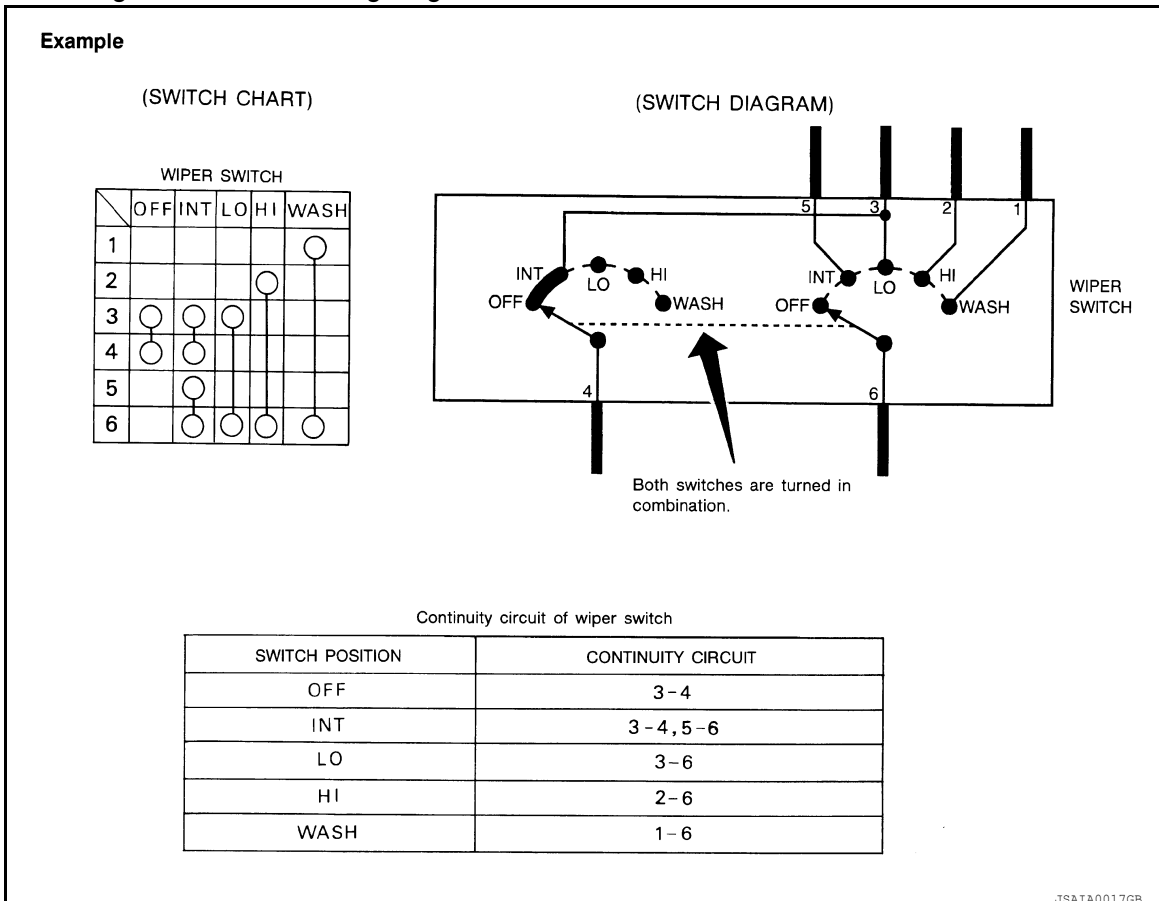 Example
(SWITCH CHART)
(SWITCH DIAGRAM)
WIPER SWITCH
OFF INT LO HI WASH
1
2
3
4
5
6
5 3 2 1
INT LO HI
OFF WASH
INT LO HI
OFF WASH
WIPER
SWITCH
4 6
Both switches are turned in
combination.
Continuity circuit of wiper switch
SWITCH POSITION CONTINUITY CIRCUIT
OFF 3-4
INT 3-4, 5-6
LO 3-6
HI 2-6
WASH 1-6
JSAIA0017GB